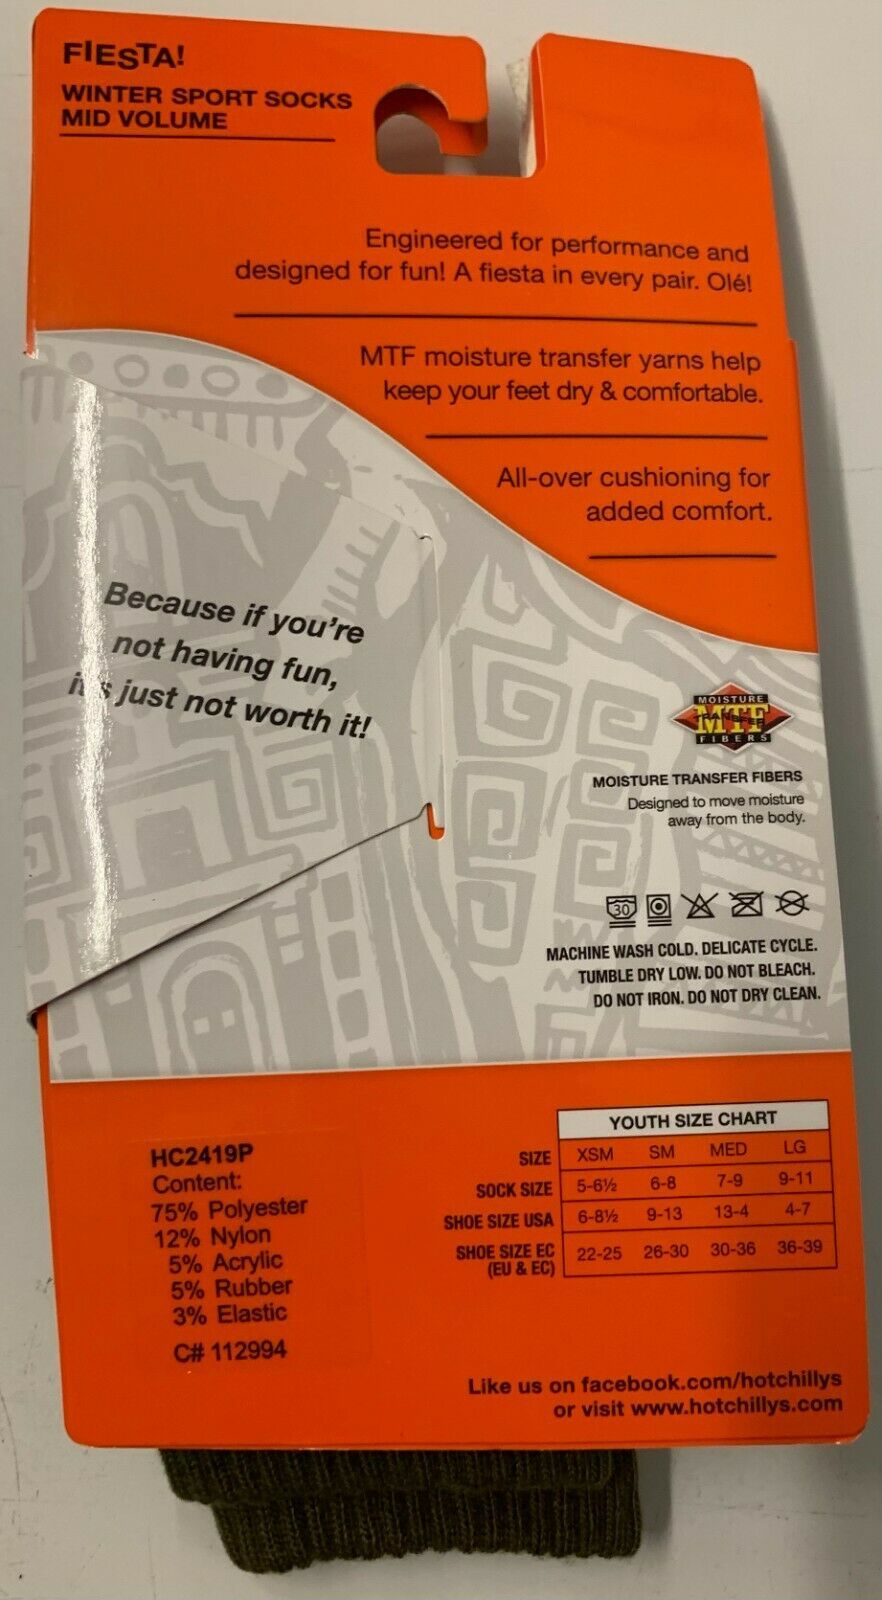 FIESTA!
WINTER SPORT SOCKS
MID VOLUME
Engineered for performance and
designed for fun! A fiesta in every pair. Olé!
MTF moisture transfer yarns help
keep your feet dry & comfortable.
All-over cushioning for
added comfort.
Because if you're
not having fun,
it's just not worth it!
MOISTURE
MTF
TRANSFER
FIBERS
MOISTURE TRANSFER FIBERS
Designed to move moisture
away from the body.
30
MACHINE WASH COLD. DELICATE CYCLE.
TUMBLE DRY LOW. DO NOT BLEACH.
DO NOT IRON. DO NOT DRY CLEAN.
HC2419P
Content:
75% Polyester
12% Nylon
5% Acrylic
5% Rubber
3% Elastic
C# 112994
YOUTH SIZE CHART
SIZE XSM SM MED LG
SOCK SIZE 5-6½ 6-8 7-9 9-11
SHOE SIZE USA 6-8½ 9-13 13-4 4-7
SHOE SIZE EC (EU & EC) 22-25 26-30 30-36 36-39
Like us on facebook.com/hotchillys
or visit www.hotchillys.com